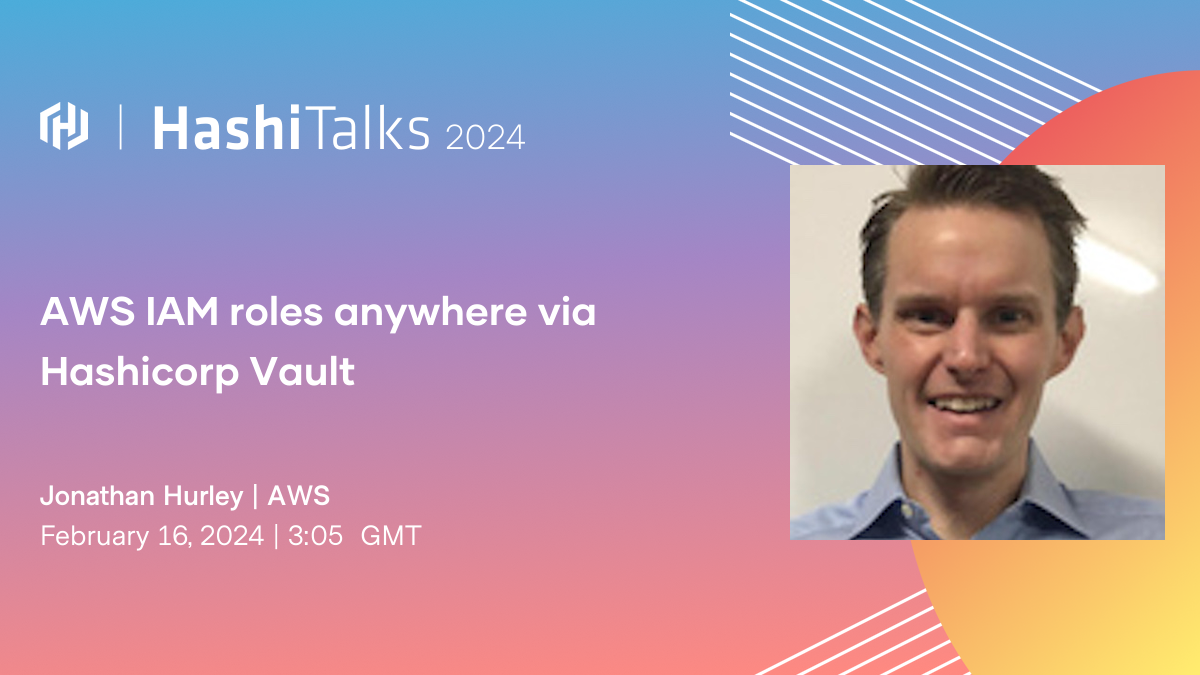 HashiTalks 2024
AWS IAM roles anywhere via
Hashicorp Vault
Jonathan Hurley | AWS
February 16, 2024 | 3:05 GMT